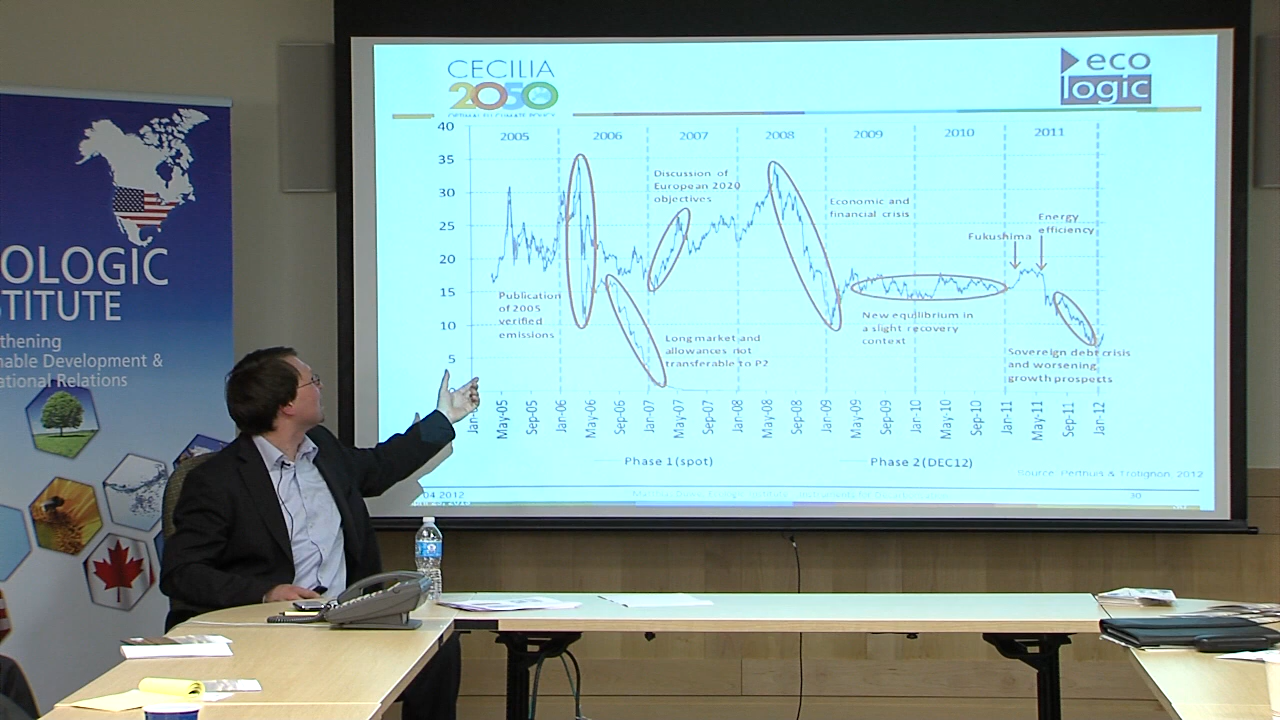 OLOGIC
STITUTE
thening
nable Development &
ational Relations
CECILIA
2050
eco
logic
40
35
30
25
20
15
10
5
2005
2006
2007
2008
2009
2010
2011
Publication
of 2005
verified
emissions
Discussion of
European 2020
objectives
Long market and
allowances not
transferable to P2
Economic and
financial crisis
New equilibrium in
a slight recovery
context
Fukushima
Energy
efficiency
Sovereign debt crisis
and worsening
growth prospects
May-05
Sep-05
Jan-06
May-06
Sep-06
Jan-07
May-07
Sep-07
Jan-08
May-08
Sep-08
Jan-09
May-09
Sep-09
Jan-10
May-10
Sep-10
Jan-11
May-11
Sep-11
Jan-12
Phase 1 (spot)
Phase 2 (DEC12)
Source: Perthuis & Trotignon, 2012
04.2012
30